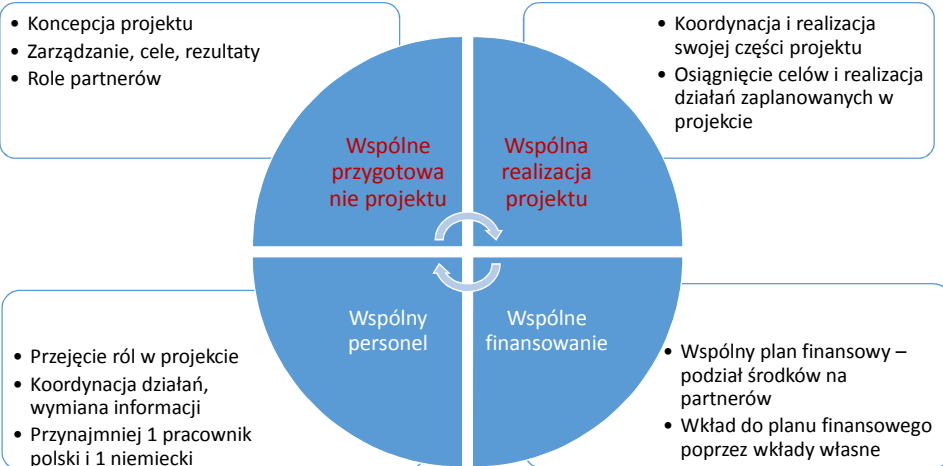 • Koncepcja projektu
• Zarządzanie, cele, rezultaty
• Role partnerów
• Koordynacja i realizacja
swojej części projektu
• Osiągnięcie celów i realizacja
działań zaplanowanych w
projekcie
Wspólne
przygotowa
nie projektu
Wspólna
realizacja
projektu
Wspólny
personel
Wspólne
finansowanie
• Przejęcie ról w projekcie
• Koordynacja działań,
wymiana informacji
• Przynajmniej 1 pracownik
polski i 1 niemiecki
• Wspólny plan finansowy –
podział środków na
partnerów
• Wkład do planu finansowego
poprzez wkłady własne